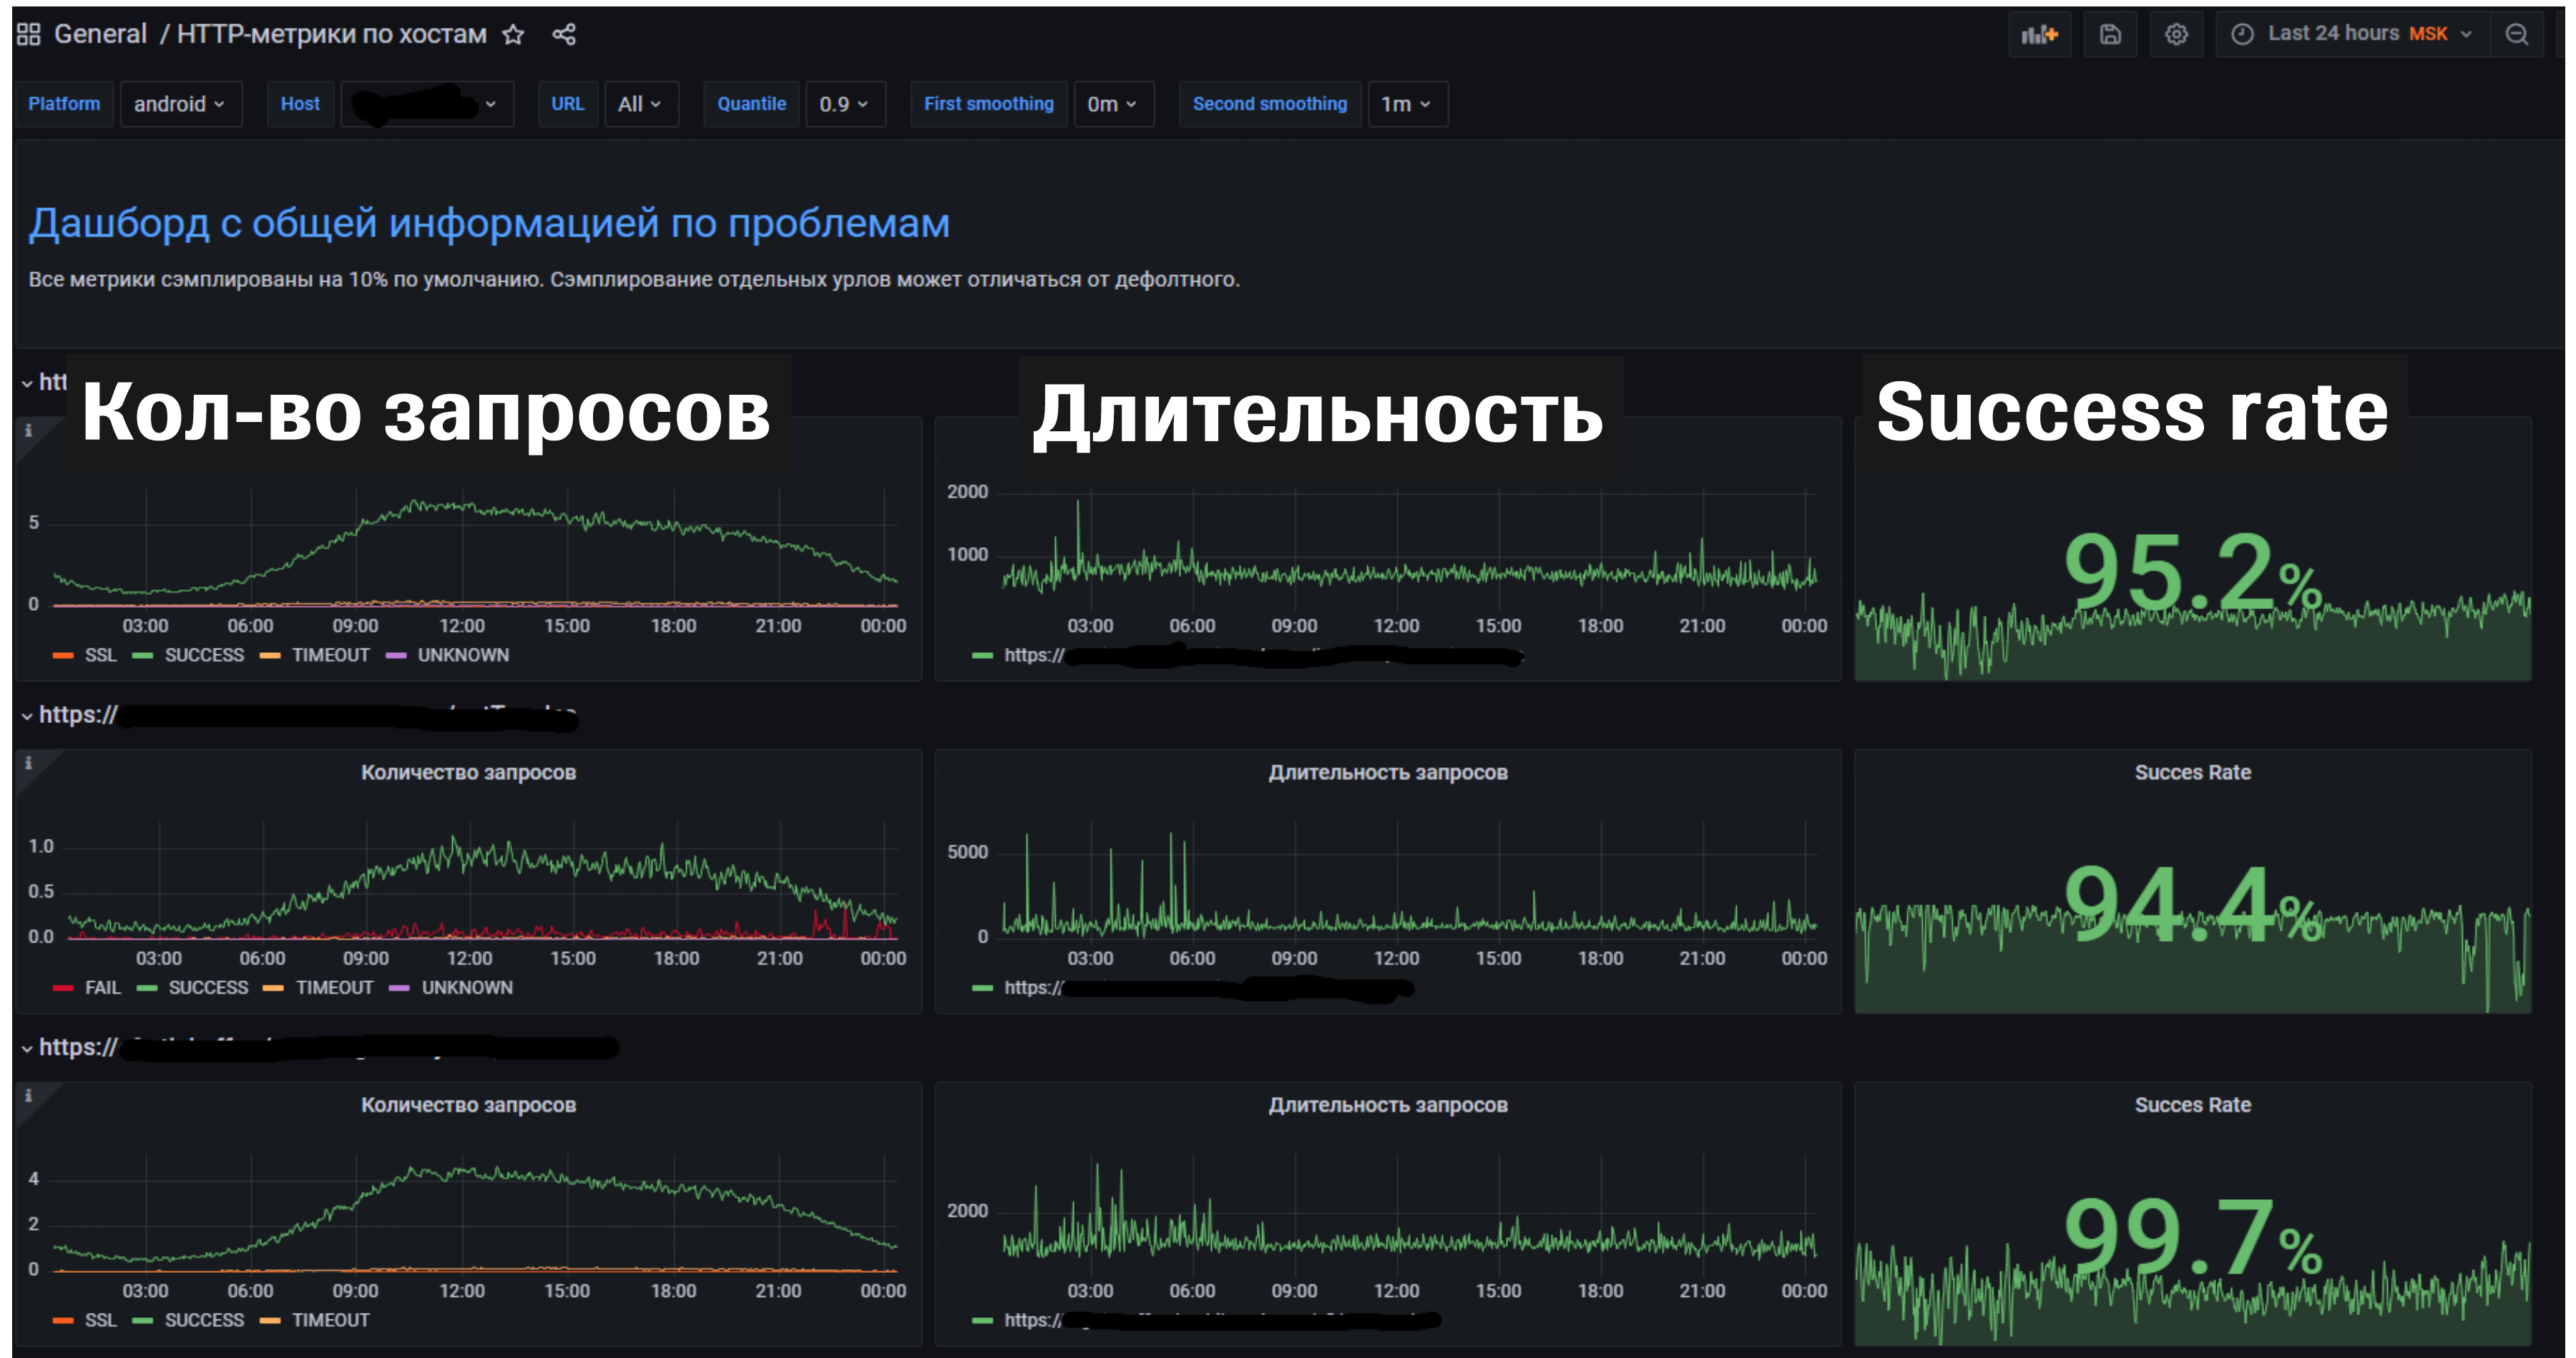 General / HTTP-метрики по хостам
Last 24 hours MSK
Platform android Host URL All Quantile 0.9 First smoothing 0m Second smoothing 1m
Дашборд с общей информацией по проблемам
Все метрики сэмплированы на 10% по умолчанию. Сэмплирование отдельных урлов может отличаться от дефолтного.
Кол-во запросов Длительность Success rate
5
0
03:00 06:00 09:00 12:00 15:00 18:00 21:00 00:00
SSL SUCCESS TIMEOUT UNKNOWN
2000
1000
03:00 06:00 09:00 12:00 15:00 18:00 21:00 00:00
https://
95.2%
https://
Количество запросов
1.0
0.5
0.0
03:00 06:00 09:00 12:00 15:00 18:00 21:00 00:00
FAIL SUCCESS TIMEOUT UNKNOWN
Длительность запросов
5000
0
03:00 06:00 09:00 12:00 15:00 18:00 21:00 00:00
https://
Succes Rate
94.4%
https://
Количество запросов
4
2
0
03:00 06:00 09:00 12:00 15:00 18:00 21:00 00:00
SSL SUCCESS TIMEOUT
Длительность запросов
2000
03:00 06:00 09:00 12:00 15:00 18:00 21:00 00:00
https://
Succes Rate
99.7%